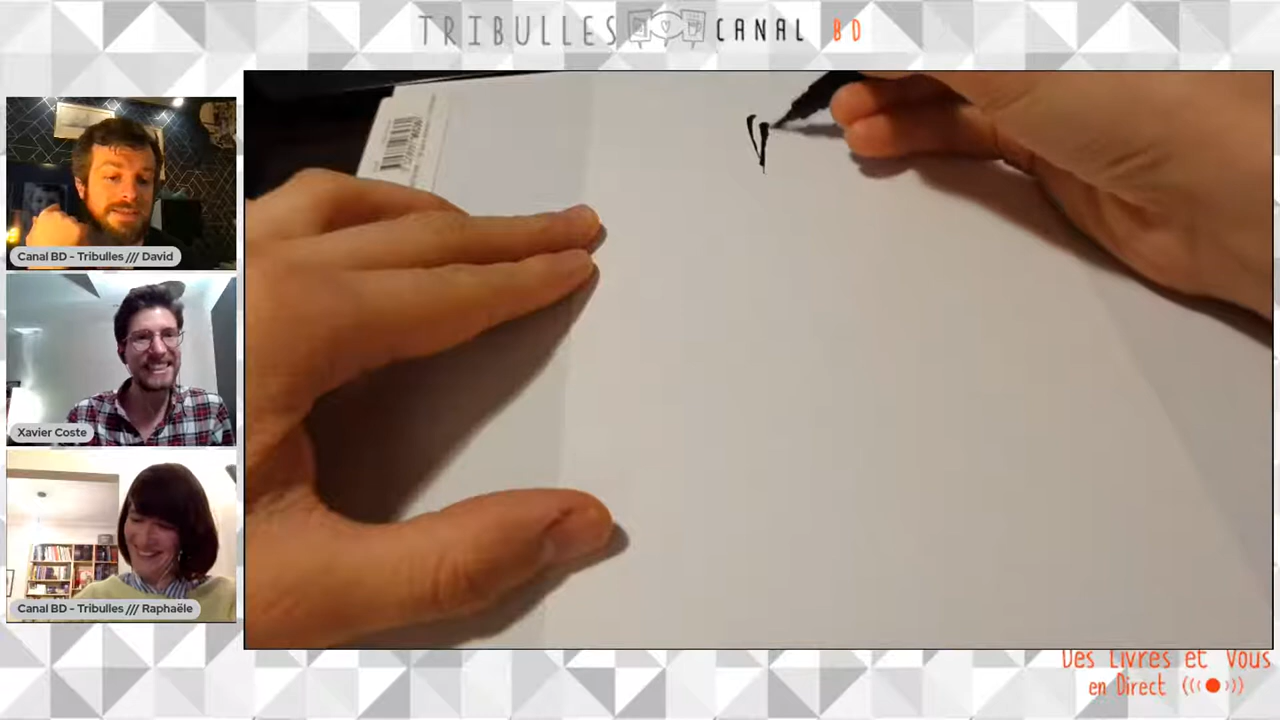 TRIBULLES CANAL BD
Canal BD - Tribulles /// David
Xavier Coste
Canal BD - Tribulles /// Raphaële
Des Livres et Vous
en Direct